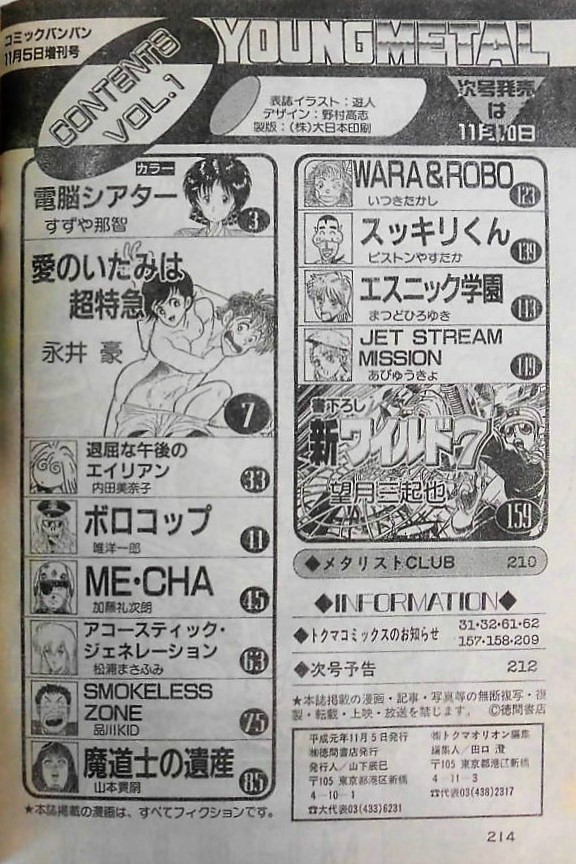 コミックバンバン
11月5日増刊号
CONTENTS
VOL.1
YOUNG METAL
表誌イラスト：遊人
デザイン：野村高志
製版：(株)大日本印刷
次号発売
は
11月10日
カラー
電脳シアター
すずや那智
3
愛のいたみは
超特急
永井 豪
7
退屈な午後の
エイリアン
内田美奈子
33
ボロコップ
唯洋一郎
41
ME・CHA
加藤礼次朗
45
アコースティック・
ジェネレーション
松浦まさふみ
63
SMOKELESS
ZONE
品川KID
75
魔道士の遺産
山本貴嗣
85
★本誌掲載の漫画は、すべてフィクションです。
WARA&ROBO
いつきたかし
123
スッキリくん
ピストンやすたか
139
エスニック学園
まつどひろゆき
143
JET STREAM
MISSION
あびゅうきょ
149
書下ろし
新ワイルド7
望月三起也
159
◆メタリストCLUB 210
◆INFORMATION◆
◆トクマコミックスのお知らせ 31・32・61・62
157・158・209
◆次号予告 212
★本誌掲載の漫画・記事・写真等の無断複写・複
製・転載・上映・放送を禁じます。 Ⓒ徳間書店
平成元年11月5日発行
㈱徳間書店発行
発行人／山下辰巳
〒105 東京都港区新橋
4－10－1
☎大代表03(433)6231
㈱トクマオリオン編集
編集人／田口 澄
〒105 東京都港区新橋
4－11－3
☎代表03(438)2317
214